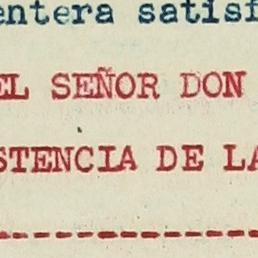 entera satisf
EL SEÑOR DON
STENCIA DE LA